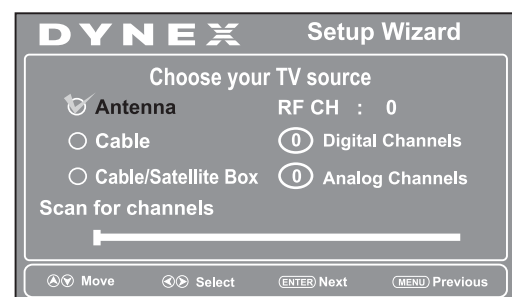 DYNEX Setup Wizard
Choose your TV source
Antenna RF CH : 0
Cable 0 Digital Channels
Cable/Satellite Box 0 Analog Channels
Scan for channels
Move Select ENTER Next MENU Previous